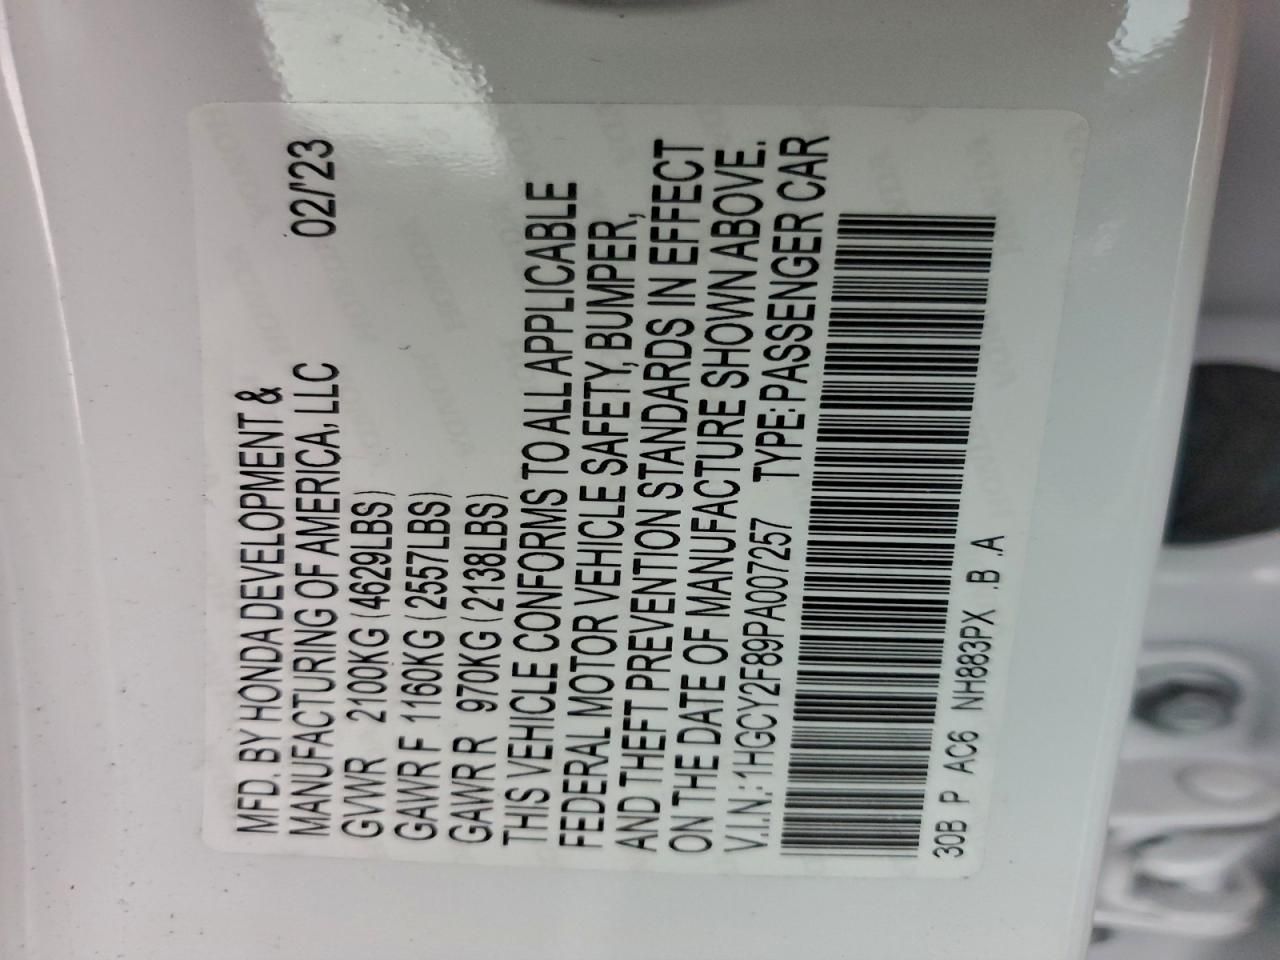 MFD. BY HONDA DEVELOPMENT &
MANUFACTURING OF AMERICA, LLC 02/'23
GVWR 2100KG (4629LBS)
GAWR F 1160KG (2557LBS)
GAWR R 970KG (2138LBS)
THIS VEHICLE CONFORMS TO ALL APPLICABLE
FEDERAL MOTOR VEHICLE SAFETY, BUMPER,
AND THEFT PREVENTION STANDARDS IN EFFECT
ON THE DATE OF MANUFACTURE SHOWN ABOVE.
V.I.N.: 1HGCY2F89PA007257 TYPE: PASSENGER CAR
30B P AC6 NH883PX .B .A